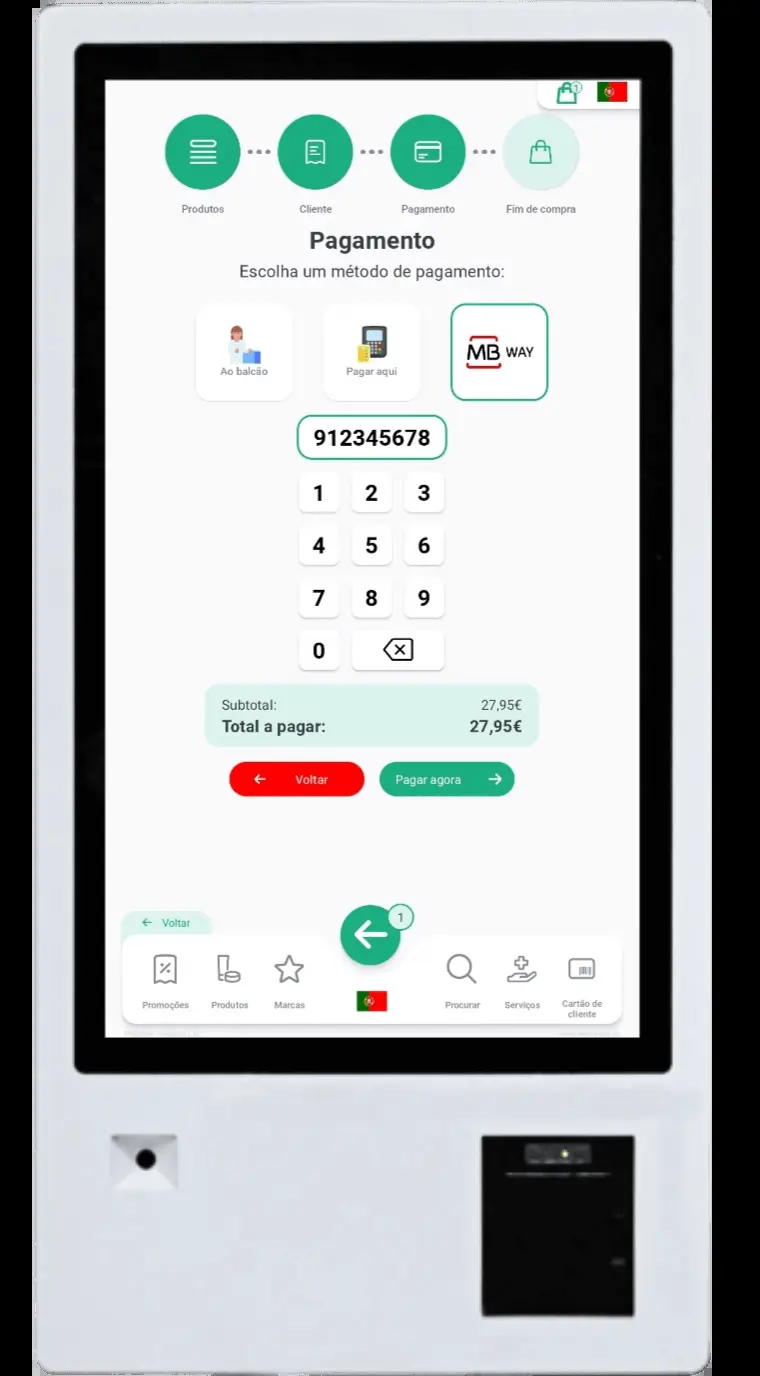 1
Produtos
Cliente
Pagamento
Fim de compra
Pagamento
Escolha um método de pagamento:
Ao balcão
Pagar aqui
MB WAY
912345678
1 2 3
4 5 6
7 8 9
0
Subtotal: 27,95€
Total a pagar: 27,95€
Voltar
Pagar agora
1
Voltar
Promoções
Produtos
Marcas
Procurar
Serviços
Cartão de
cliente